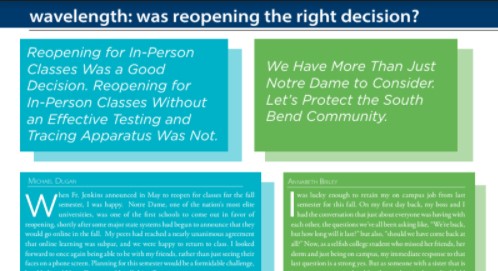 wavelength: was reopening the right decision?
Reopening for In-Person
Classes Was a Good
Decision. Reopening for
In-Person Classes Without
an Effective Testing and
Tracing Apparatus Was Not.
We Have More Than Just
Notre Dame to Consider.
Let's Protect the South
Bend Community.
Michael Dugan
When Fr. Jenkins announced in May to reopen for classes for the fall
semester, I was happy. Notre Dame, one of the nation's most elite
universities, was one of the first schools to come out in favor of
reopening, shortly after some major state systems had begun to announce that they
would go online in the fall. My peers had reached a nearly unanimous agreement
that online learning was subpar, and we were happy to return to class. I looked
forward to once again being able to be with my friends, rather than just seeing their
faces on a phone screen. Planning for this semester would be a formidable challenge,
I was lucky enough to retain my on campus job from last
semester for this fall. On my first day back, my boss and I
had the conversation that just about everyone was having with
each other, the questions we've all been asking like, "We're back,
but how long will it last?" but also, "should we have come back at
all?" Now, as a selfish college student who missed her friends, her
dorm and just being on campus, my immediate response to that
last question is a strong yes. But as someone with a sister that is